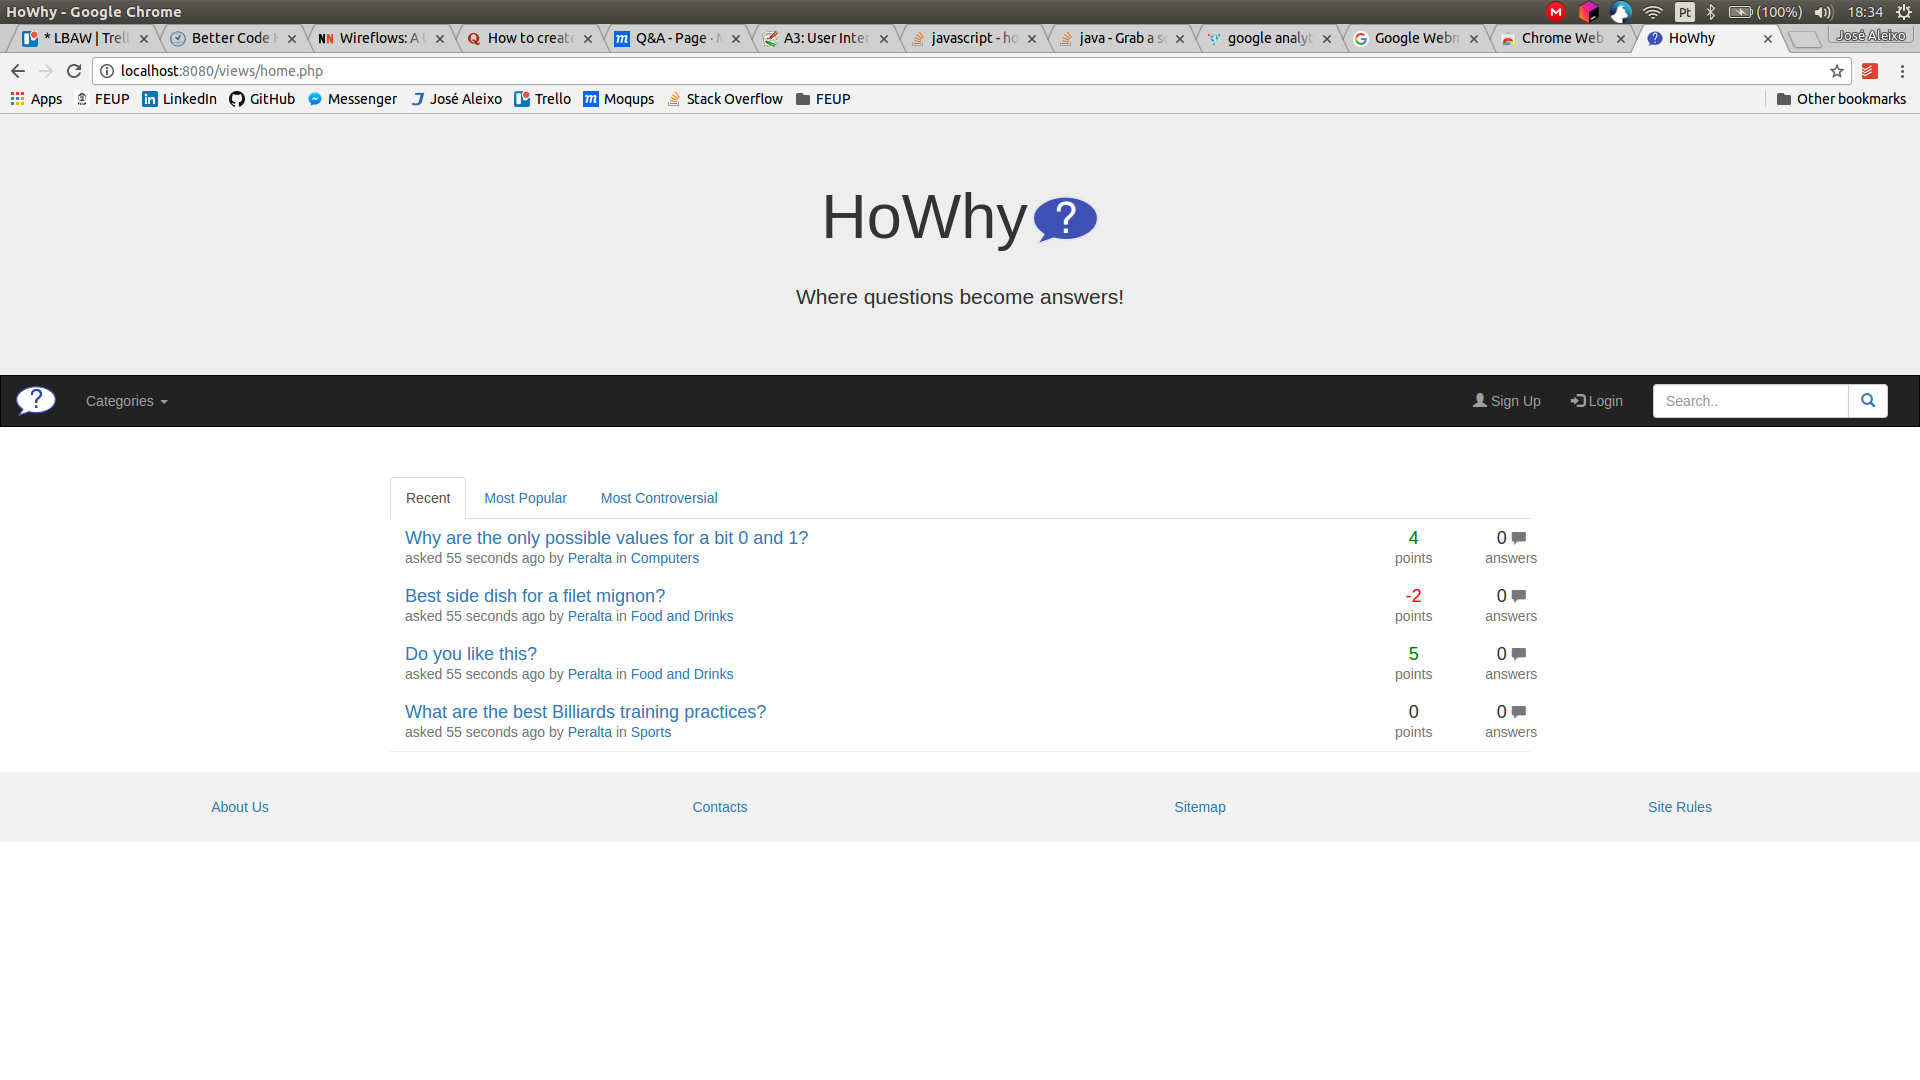 HoWhy - Google Chrome
Pt
(100%)
18:34
* LBAW | Trell
Better Code H
Wireflows: A U
How to create
Q&A - Page -
A3: User Inter
javascript - ho
java - Grab a sc
google analyt
Google Webm
Chrome Web
HoWhy
José Aleixo
localhost:8080/views/home.php
Apps
FEUP
LinkedIn
GitHub
Messenger
José Aleixo
Trello
Moqups
Stack Overflow
FEUP
Other bookmarks
HoWhy?
Where questions become answers!
?
Categories
Sign Up
Login
Search..
Recent
Most Popular
Most Controversial
Why are the only possible values for a bit 0 and 1?
4
0
asked 55 seconds ago by Peralta in Computers
points
answers
Best side dish for a filet mignon?
-2
0
asked 55 seconds ago by Peralta in Food and Drinks
points
answers
Do you like this?
5
0
asked 55 seconds ago by Peralta in Food and Drinks
points
answers
What are the best Billiards training practices?
0
0
asked 55 seconds ago by Peralta in Sports
points
answers
About Us
Contacts
Sitemap
Site Rules